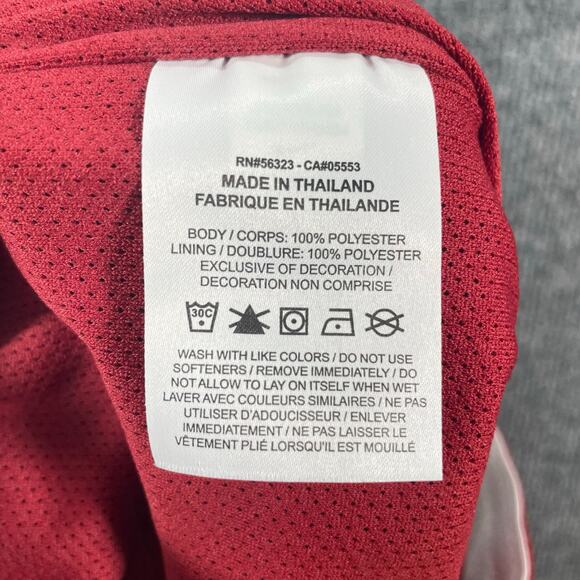 RN#56323 - CA#05553
MADE IN THAILAND
FABRIQUE EN THAILANDE
BODY / CORPS: 100% POLYESTER
LINING / DOUBLURE: 100% POLYESTER
EXCLUSIVE OF DECORATION /
DECORATION NON COMPRISE
30C
WASH WITH LIKE COLORS / DO NOT USE
SOFTENERS / REMOVE IMMEDIATELY / DO
NOT ALLOW TO LAY ON ITSELF WHEN WET
LAVER AVEC COULEURS SIMILAIRES / NE PAS
UTILISER D'ADOUCISSEUR / ENLEVER
IMMÉDIATEMENT / NE PAS LAISSER LE
VÊTEMENT PLIÉ LORSQU'IL EST MOUILLÉ